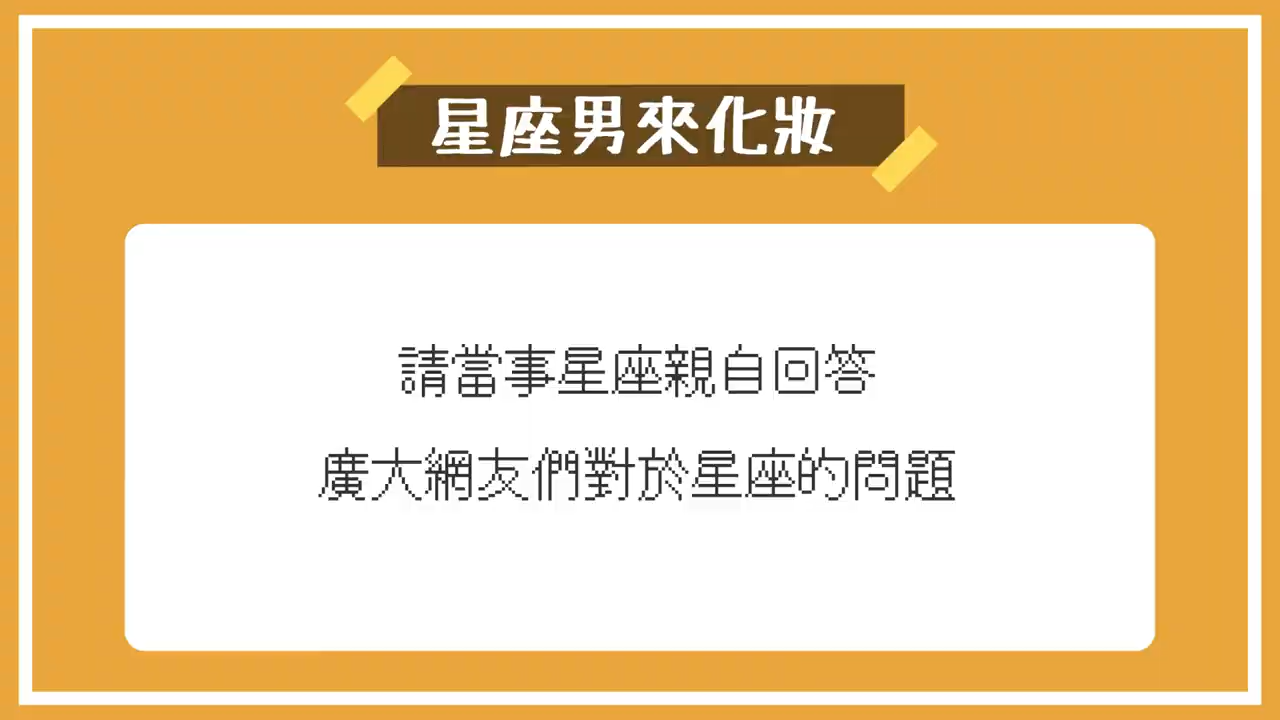 星座男來化妝
請當事星座親自回答
廣大網友們對於星座的問題